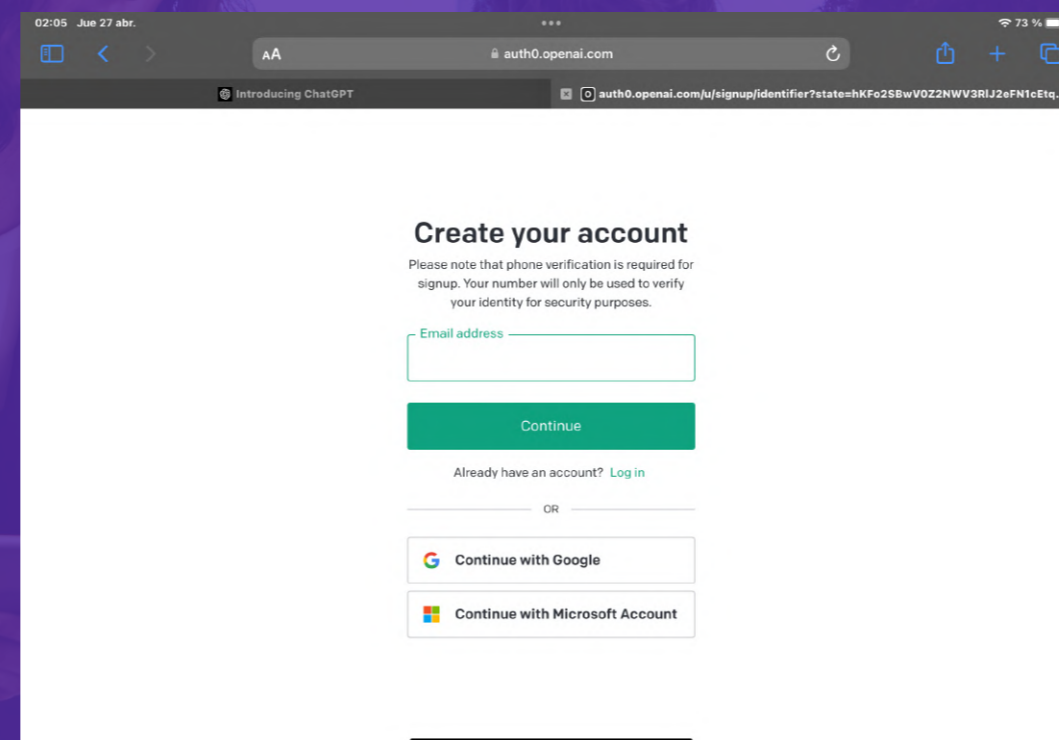 02:05 Jue 27 abr.
73 %
AA
auth0.openai.com
Introducing ChatGPT
auth0.openai.com/u/signup/identifier?state=hKFo2SBwV0Z2NWV3RlJ2eFN1cEtq...
Create your account
Please note that phone verification is required for
signup. Your number will only be used to verify
your identity for security purposes.
Email address
Continue
Already have an account? Log in
OR
Continue with Google
Continue with Microsoft Account